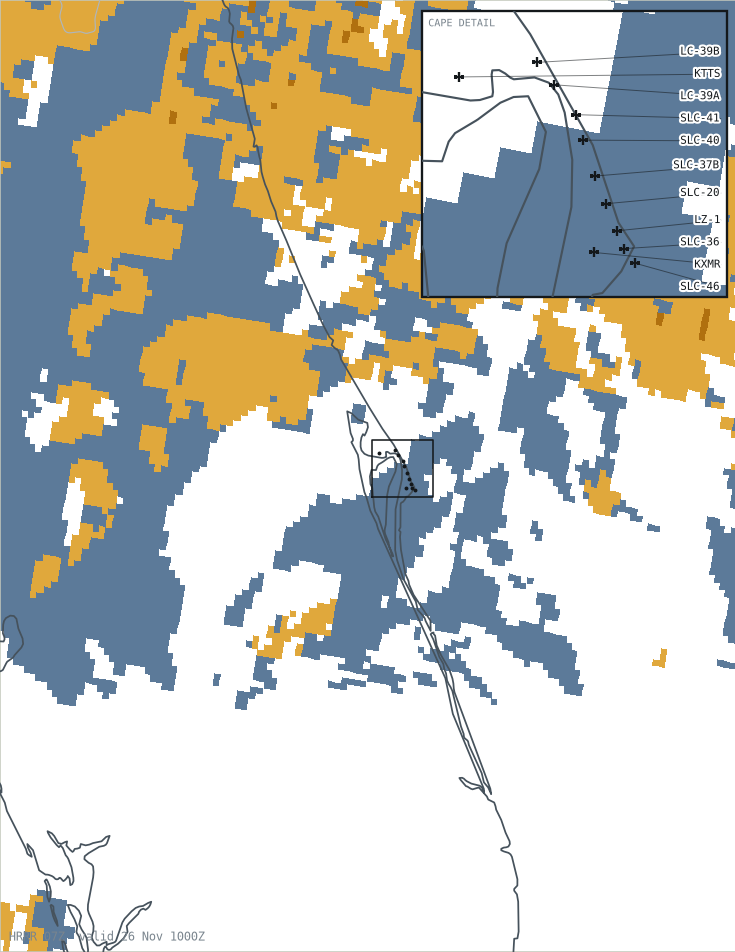 CAPE DETAIL
LC-39B
KTTS
LC-39A
SLC-41
SLC-40
SLC-37B
SLC-20
LZ-1
SLC-36
KXMR
SLC-46
valid 26 Nov 1000Z